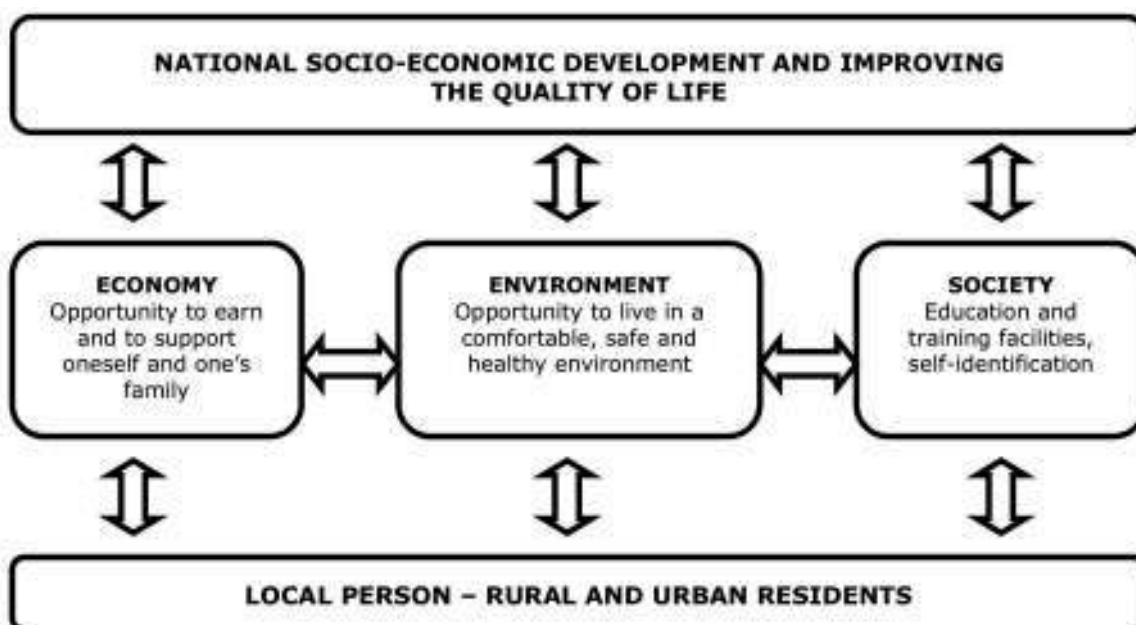 NATIONAL SOCIO-ECONOMIC DEVELOPMENT AND IMPROVING
THE QUALITY OF LIFE
ECONOMY
Opportunity to earn
and to support
oneself and one's
family
ENVIRONMENT
Opportunity to live in a
comfortable, safe and
healthy environment
SOCIETY
Education and
training facilities,
self-identification
LOCAL PERSON – RURAL AND URBAN RESIDENTS